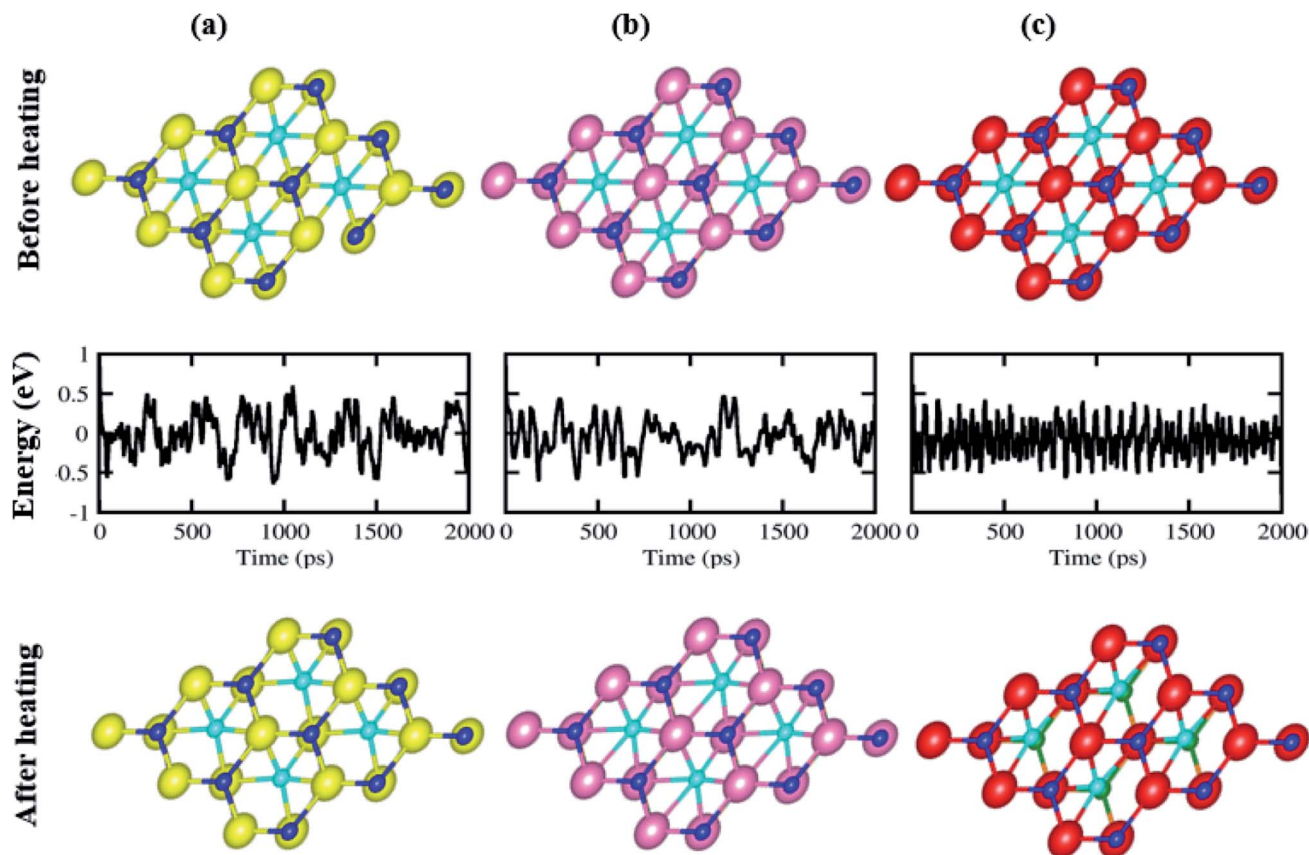 (a) (b) (c)
Before heating
Energy (eV)
1
0.5
0
-0.5
-1
0 500 1000 1500 2000
Time (ps)
0 500 1000 1500 2000
Time (ps)
0 500 1000 1500 2000
Time (ps)
After heating